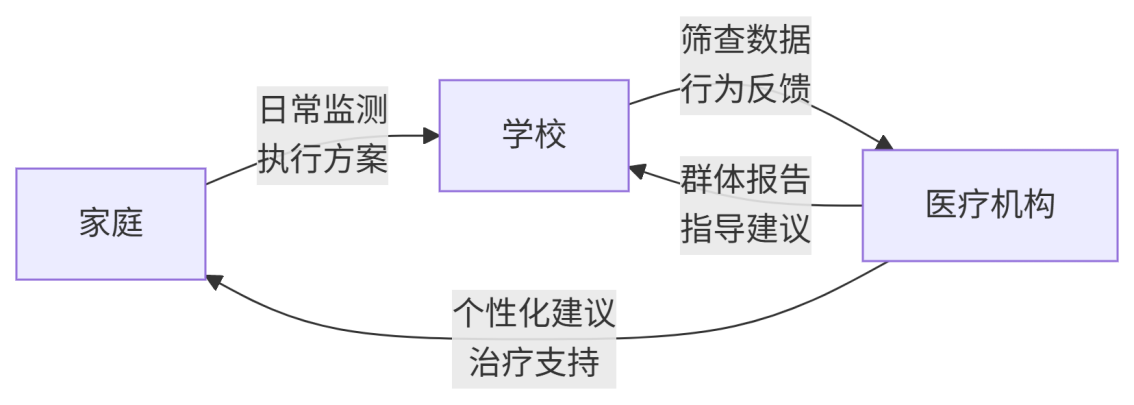 筛查数据
行为反馈
日常监测
执行方案
学校
群体报告
指导建议
医疗机构
家庭
个性化建议
治疗支持